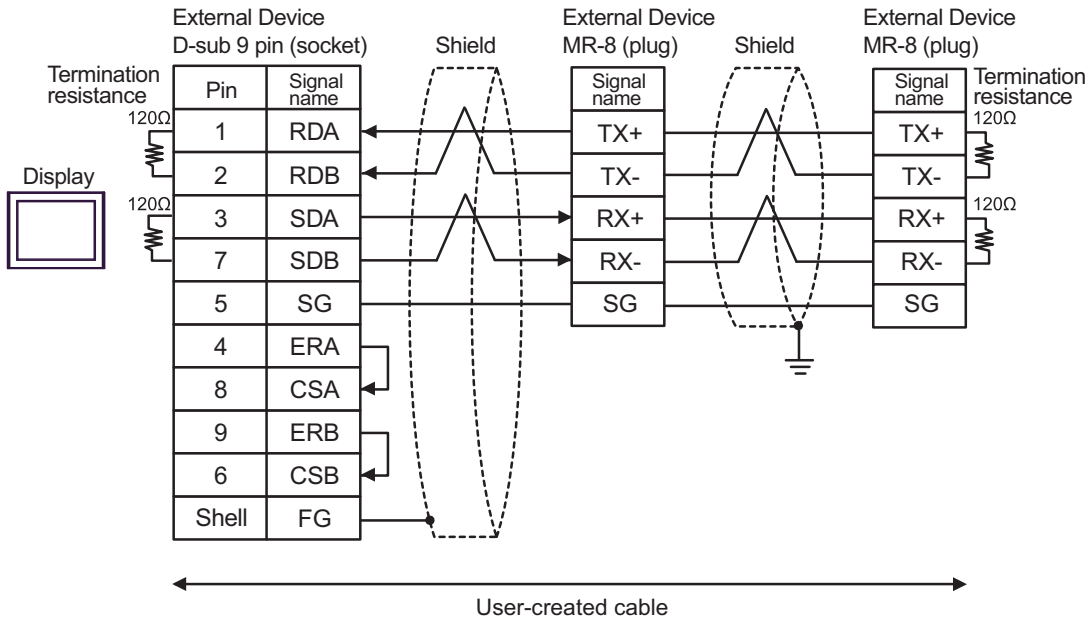 External Device
D-sub 9 pin (socket)
Shield
External Device
MR-8 (plug)
Shield
External Device
MR-8 (plug)
Termination
resistance
Pin
Signal
name
Signal
name
Signal
name
Termination
resistance
120Ω
1 RDA
TX+
TX+
120Ω
2 RDB
TX-
TX-
Display
120Ω
3 SDA
RX+
RX+
120Ω
7 SDB
RX-
RX-
5 SG
SG
SG
4 ERA
8 CSA
9 ERB
6 CSB
Shell FG
User-created cable